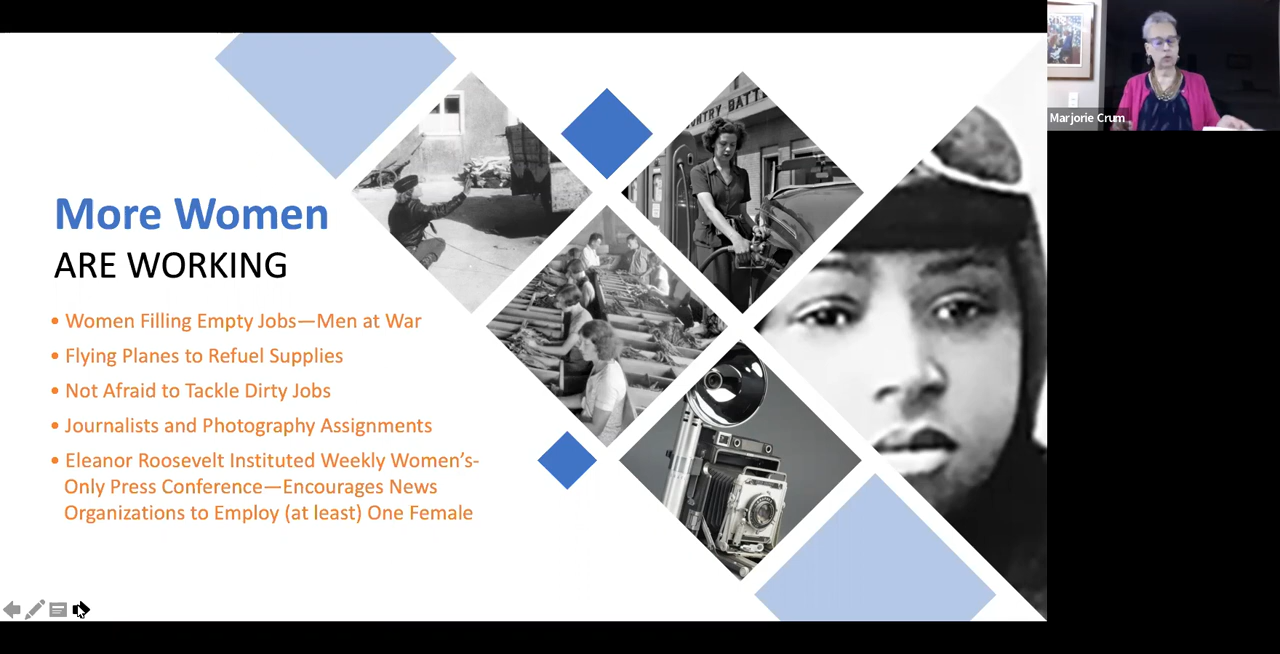 More Women
ARE WORKING
• Women Filling Empty Jobs—Men at War
• Flying Planes to Refuel Supplies
• Not Afraid to Tackle Dirty Jobs
• Journalists and Photography Assignments
• Eleanor Roosevelt Instituted Weekly Women's-
Only Press Conference—Encourages News
Organizations to Employ (at least) One Female
Marjorie Crum